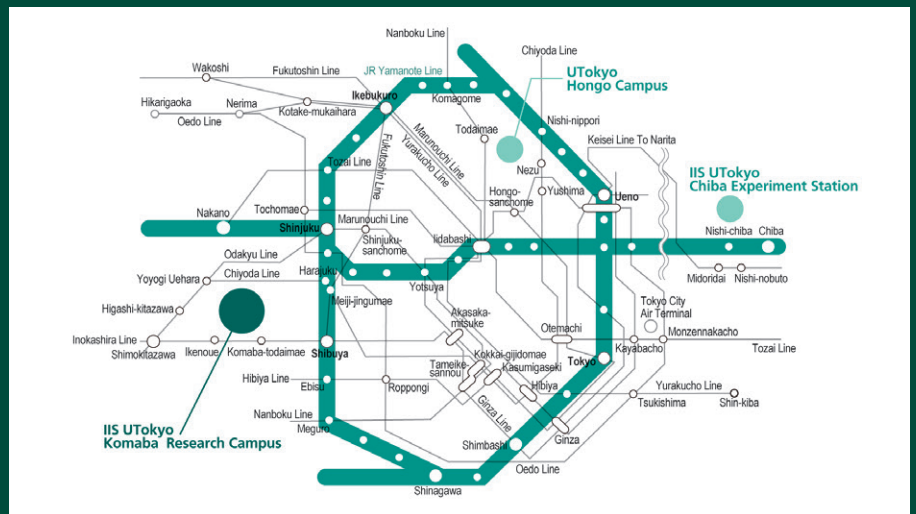 Nanboku Line
Chiyoda Line
Wakoshi
Fukutoshin Line
JR Yamanote Line
UTokyo
Hongo Campus
Ikebukuro
Komagome
Hikarigaoka
Nerima
Kotake-mukaihara
Oedo Line
Todaimae
Nishi-nippori
Keisei Line To Narita
Marunouchi Line
Yurakucho Line
Fukutoshin Line
Tozai Line
Nezu
IIS UTokyo
Chiba Experiment Station
Hongo-
sanchome
Yushima
Ueno
Nakano
Tochomae
Marunouchi Line
Shinjuku
Shinjuku-
sanchome
Iidabashi
Nishi-chiba
Chiba
Odakyu Line
Harajuku
Yotsuya
Midoridai
Nishi-nobuto
Yoyogi Uehara
Chiyoda Line
Meiji-jingumae
Higashi-kitazawa
Akasaka-
mitsuke
Otemachi
Tokyo City
Air Terminal
Monzennakacho
Inokashira Line
Shimokitazawa
Ikenoue
Komaba-todaimae
Shibuya
Kokkai-gijidomae
Kasumigaseki
Tameike-
sannou
Tokyo
Kayabacho
Tozai Line
Hibiya Line
Ebisu
Roppongi
Hibiya
Yurakucho Line
Tsukishima
Shin-kiba
Ginza Line
Nanboku Line
Meguro
Ginza
Shimbashi
Oedo Line
IIS UTokyo
Komaba Research Campus
Shinagawa